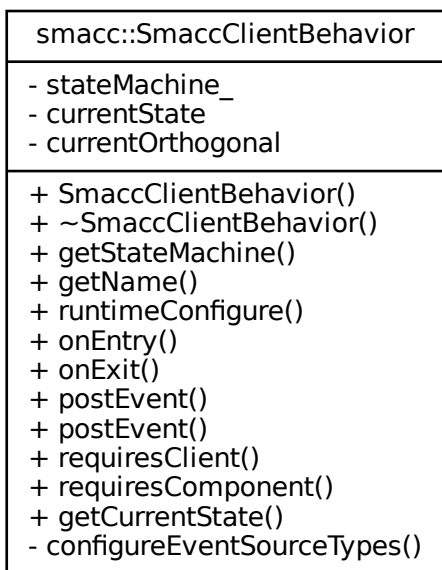 smacc::SmaccClientBehavior
- stateMachine_
- currentState
- currentOrthogonal
+ SmaccClientBehavior()
+ ~SmaccClientBehavior()
+ getStateMachine()
+ getName()
+ runtimeConfigure()
+ onEntry()
+ onExit()
+ postEvent()
+ postEvent()
+ requiresClient()
+ requiresComponent()
+ getCurrentState()
- configureEventSourceTypes()